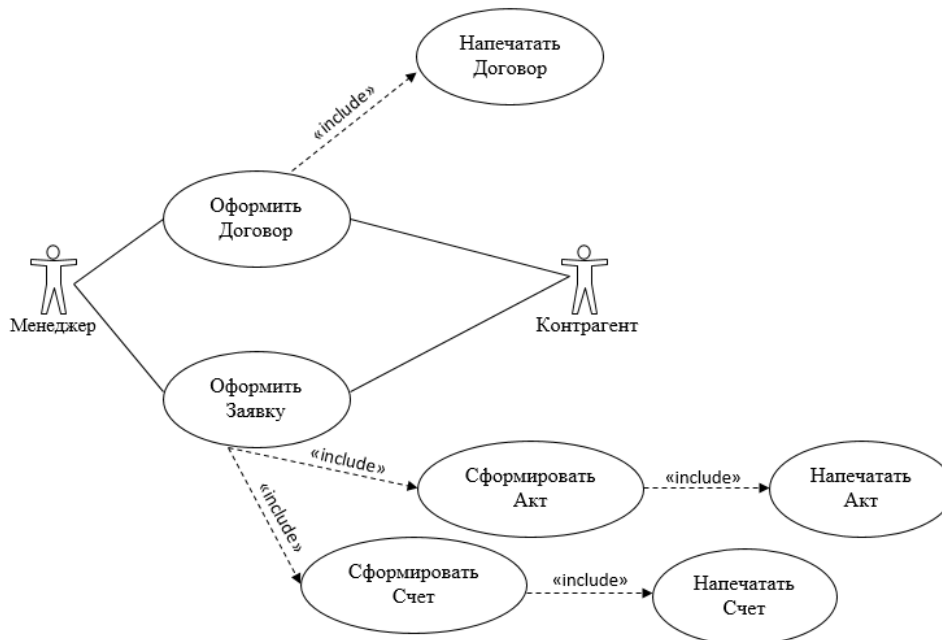 Напечатать
Договор
«include»
Оформить
Договор
Менеджер
Контрагент
Оформить
Заявку
«include»
Сформировать
Акт
«include»
Напечатать
Акт
«include»
Сформировать
Счет
«include»
Напечатать
Счет